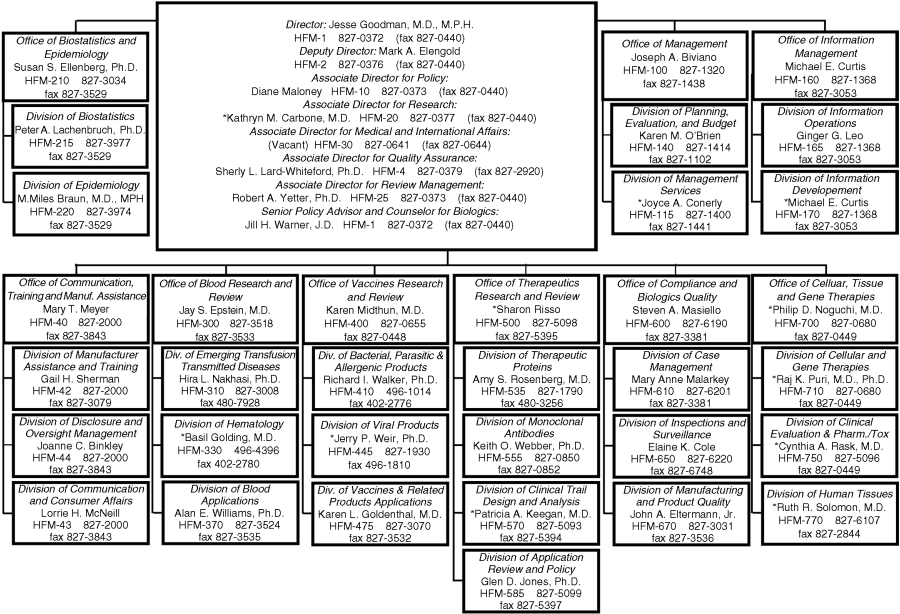 Director: Jesse Goodman, M.D., M.P.H.
HFM-1 827-0372 (fax 827-0440)
Deputy Director: Mark A. Elengold
HFM-2 827-0376 (fax 827-0440)
Associate Director for Policy:
Diane Maloney HFM-10 827-0373 (fax 827-0440)
Associate Director for Research:
*Kathryn M. Carbone, M.D. HFM-20 827-0377 (fax 827-0440)
Associate Director for Medical and International Affairs:
(Vacant) HFM-30 827-0641 (fax 827-0644)
Associate Director for Quality Assurance:
Sherly L. Lard-Whiteford, Ph.D. HFM-4 827-0379 (fax 827-2920)
Associate Director for Review Management:
Robert A. Yetter, Ph.D. HFM-25 827-0373 (fax 827-0440)
Senior Policy Advisor and Counselor for Biologics:
Jill H. Warner, J.D. HFM-1 827-0372 (fax 827-0440)
Office of Biostatistics and
Epidemiology
Susan S. Ellenberg, Ph.D.
HFM-210 827-3034
fax 827-3529
Division of Biostatistics
Peter A. Lachenbruch, Ph.D.
HFM-215 827-3977
fax 827-3529
Division of Epidemiology
M.Miles Braun, M.D., MPH
HFM-220 827-3974
fax 827-3529
Office of Management
Joseph A. Biviano
HFM-100 827-1320
fax 827-1438
Division of Planning,
Evaluation, and Budget
Karen M. O'Brien
HFM-140 827-1414
fax 827-1102
Division of Management
Services
*Joyce A. Conerly
HFM-115 827-1400
fax 827-1441
Office of Information
Management
Michael E. Curtis
HFM-160 827-1368
fax 827-3053
Division of Information
Operations
Ginger G. Leo
HFM-165 827-1368
fax 827-3053
Division of Information
Developement
*Michael E. Curtis
HFM-170 827-1368
fax 827-3053
Office of Communication,
Training and Manuf. Assistance
Mary T. Meyer
HFM-40 827-2000
fax 827-3843
Division of Manufacturer
Assistance and Training
Gail H. Sherman
HFM-42 827-2000
fax 827-3079
Division of Disclosure and
Oversight Management
Joanne C. Binkley
HFM-44 827-2000
fax 827-3843
Division of Communication
and Consumer Affairs
Lorrie H. McNeill
HFM-43 827-2000
fax 827-3843
Office of Blood Research and
Review
Jay S. Epstein, M.D.
HFM-300 827-3518
fax 827-3533
Div. of Emerging Transfusion
Transmitted Diseases
Hira L. Nakhasi, Ph.D.
HFM-310 827-3008
fax 480-7928
Division of Hematology
*Basil Golding, M.D.
HFM-330 496-4396
fax 402-2780
Division of Blood
Applications
Alan E. Williams, Ph.D.
HFM-370 827-3524
fax 827-3535
Office of Vaccines Research
and Review
Karen Midthun, M.D.
HFM-400 827-0655
fax 827-0448
Div. of Bacterial, Parasitic &
Allergenic Products
Richard I. Walker, Ph.D.
HFM-410 496-1014
fax 402-2776
Division of Viral Products
*Jerry P. Weir, Ph.D.
HFM-445 827-1930
fax 496-1810
Div. of Vaccines & Related
Products Applications
Karen L. Goldenthal, M.D.
HFM-475 827-3070
fax 827-3532
Office of Therapeutics
Research and Review
*Sharon Risso
HFM-500 827-5098
fax 827-5395
Division of Therapeutic
Proteins
Amy S. Rosenberg, M.D.
HFM-535 827-1790
fax 480-3256
Division of Monoclonal
Antibodies
Keith O. Webber, Ph.D.
HFM-555 827-0850
fax 827-0852
Division of Clinical Trail
Design and Analysis
*Patricia A. Keegan, M.D.
HFM-570 827-5093
fax 827-5394
Division of Application
Review and Policy
Glen D. Jones, Ph.D.
HFM-585 827-5099
fax 827-5397
Office of Compliance and
Biologics Quality
Steven A. Masiello
HFM-600 827-6190
fax 827-3381
Division of Case
Management
Mary Anne Malarkey
HFM-610 827-6201
fax 827-3381
Division of Inspections and
Surveillance
Elaine K. Cole
HFM-650 827-6220
fax 827-6748
Division of Manufacturing
and Product Quality
John A. Eltermann, Jr.
HFM-670 827-3031
fax 827-3536
Office of Celluar, Tissue
and Gene Therapies
*Philip D. Noguchi, M.D.
HFM-700 827-0680
fax 827-0449
Division of Cellular and
Gene Therapies
*Raj K. Puri, M.D., Ph.D.
HFM-710 827-0680
fax 827-0449
Division of Clinical
Evaluation & Pharm./Tox
*Cynthia A. Rask, M.D.
HFM-750 827-5096
fax 827-0449
Division of Human Tissues
*Ruth R. Solomon, M.D.
HFM-770 827-6107
fax 827-2844